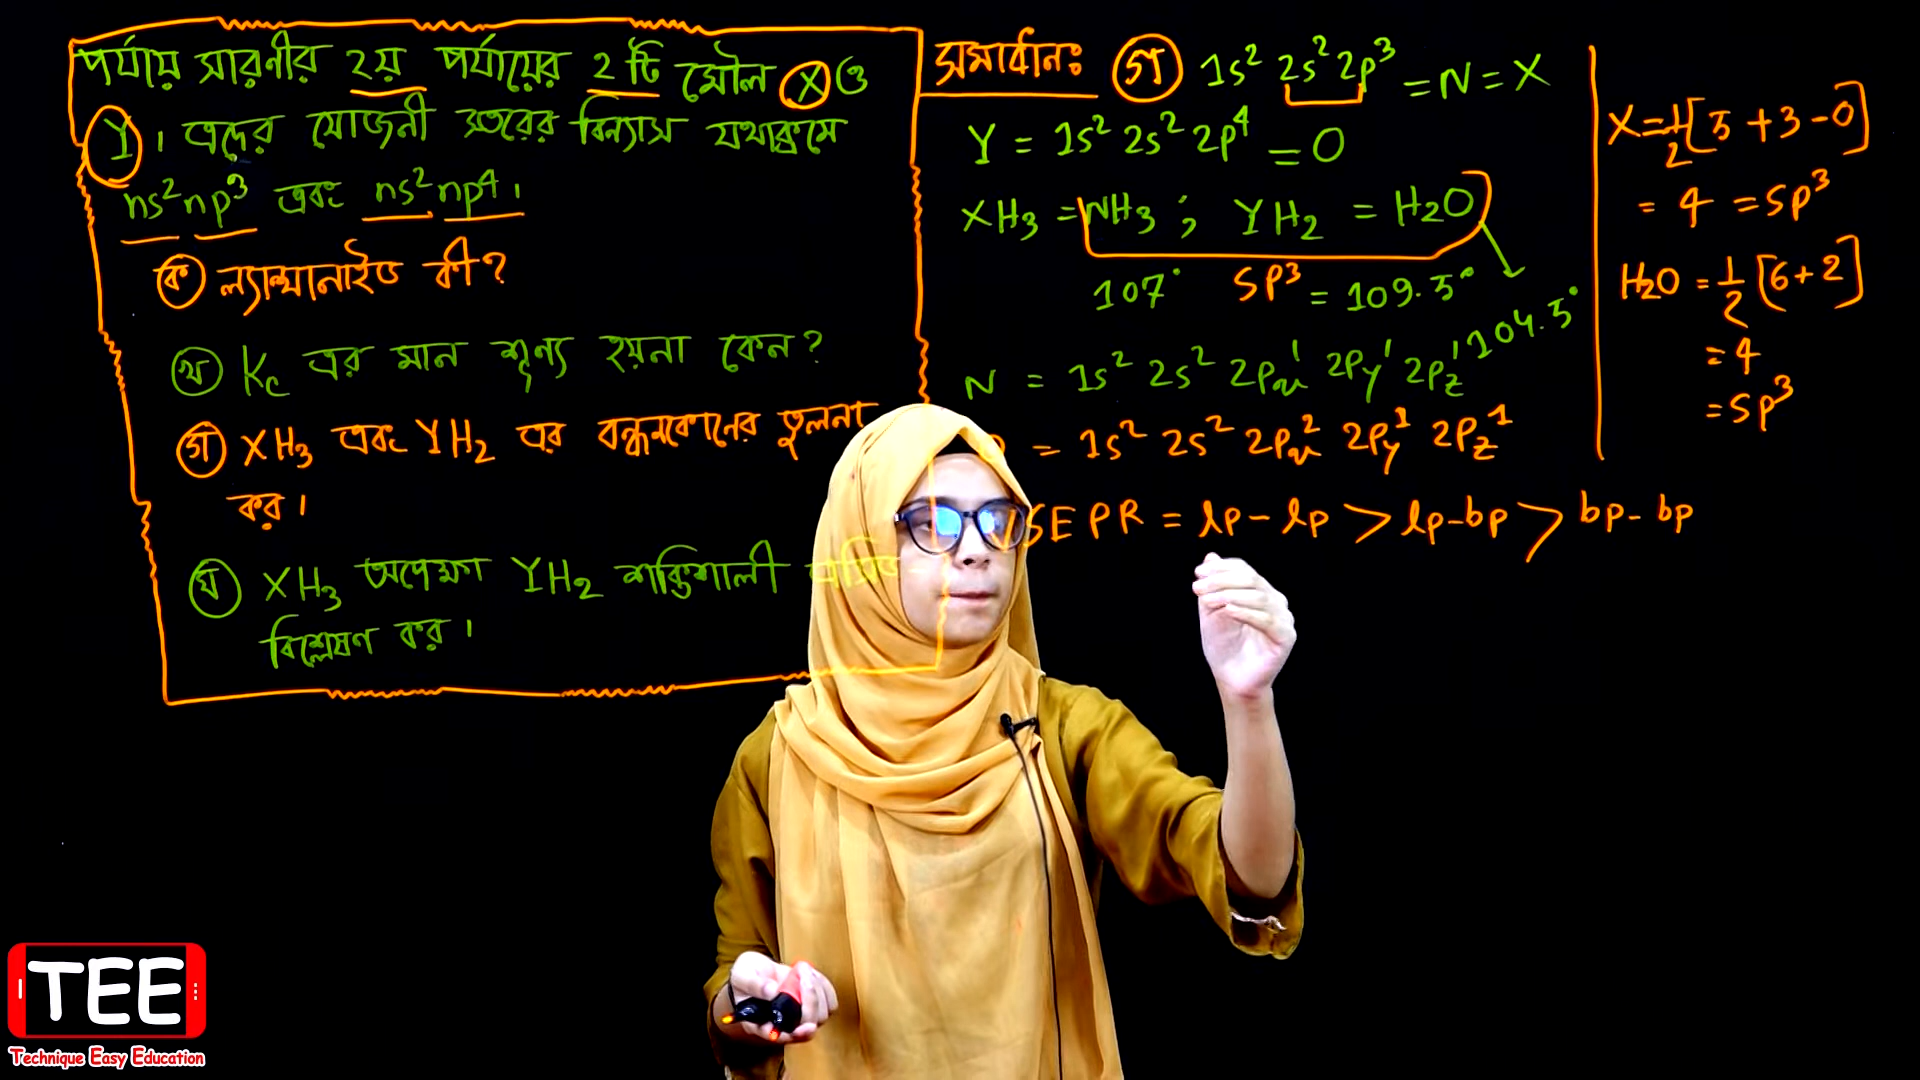 পর্যায় সারণীর ২য় পর্যায়ের ২ টি মৌল X ও
Y। এদের যোজনী স্তরের বিন্যাস যথাক্রমে
ns²np³ এবং ns²np⁴।
ক ল্যান্থানাইড কী?
খ Kc এর মান শূন্য হয়না কেন?
গ XH₃ এবং YH₂ এর বন্ধনকোনের তুলনা
কর।
ঘ XH₃ অপেক্ষা YH₂ শক্তিশালী
বিশ্লেষণ কর।
সমাধানঃ গ 1s² 2s² 2p³ = N = X
Y = 1s² 2s² 2p⁴ = O
XH₃ = NH₃ ; YH₂ = H₂O
107° SP³ = 109.5° 104.5°
N = 1s² 2s² 2Px¹ 2Py¹ 2Pz¹
= 1s² 2s² 2Px² 2Py¹ 2Pz¹
VSEPR = lp - lp > lp - bp > bp - bp
X = 1/2 [5 + 3 - 0]
= 4 = SP³
H₂O = 1/2 [6 + 2]
= 4
= SP³
TEE
Technique Easy Education